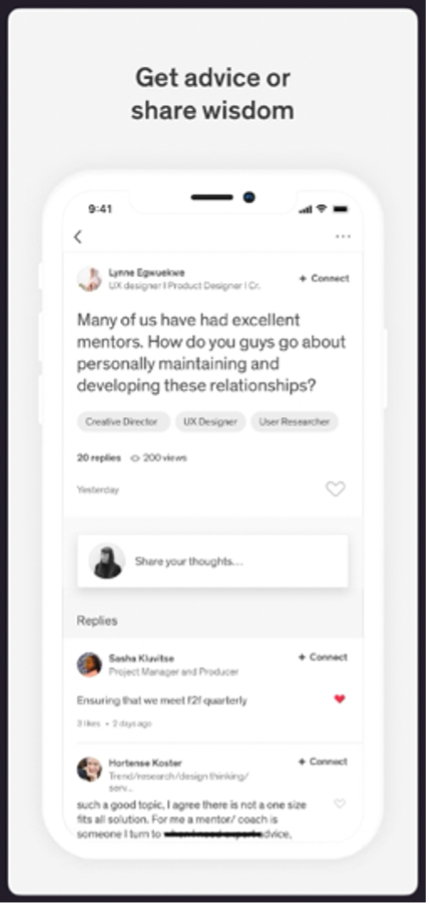 Get advice or
share wisdom
9:41
Lynne Egwuekwe
+ Connect
UX designer I Product Designer I Cr.
Many of us have had excellent
mentors. How do you guys go about
personally maintaining and
developing these relationships?
Creative Director UX Designer User Researcher
20 replies 200 views
Yesterday
Share your thoughts...
Replies
Sasha Kluvitse
+ Connect
Project Manager and Producer
Ensuring that we meet f2f quarterly
3 likes • 2 days ago
Hortense Koster
+ Connect
Trend/research/design thinking/
serv...
such a good topic, I agree there is not a one size
fits all solution. For me a mentor/ coach is
someone I turn to advice,